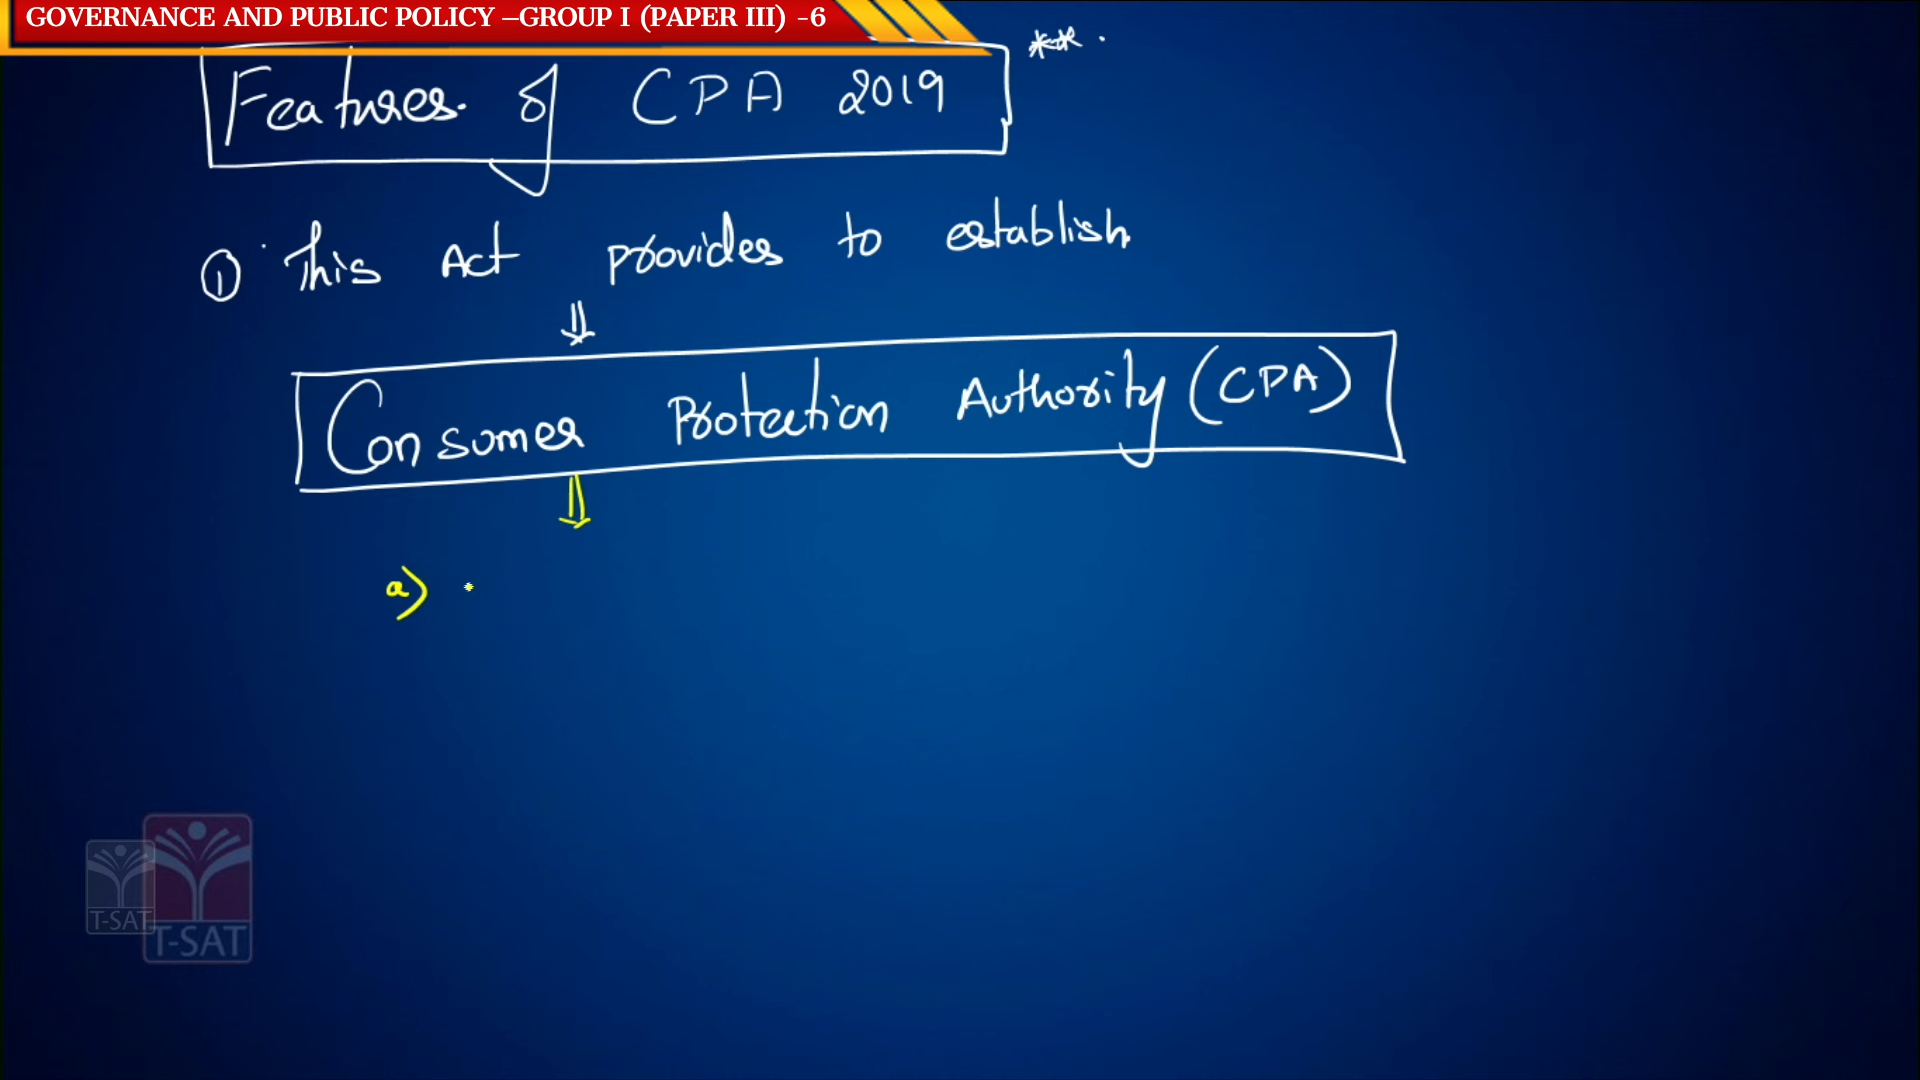 GOVERNANCE AND PUBLIC POLICY –GROUP I (PAPER III) -6
Features of CPA 2019 **.
① This Act provides to establish
⇓
Consumer Protection Authority (CPA)
⇓
a)
T-SAT
T-SAT